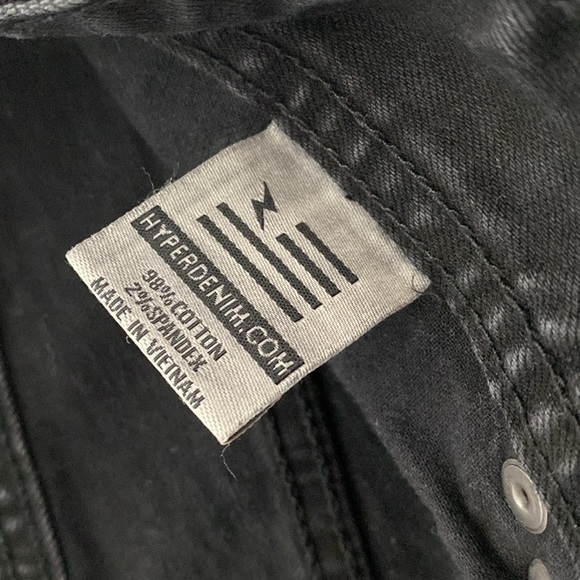 HYPERDENIM.COM
98% COTTON
2% SPANDEX
MADE IN VIETNAM